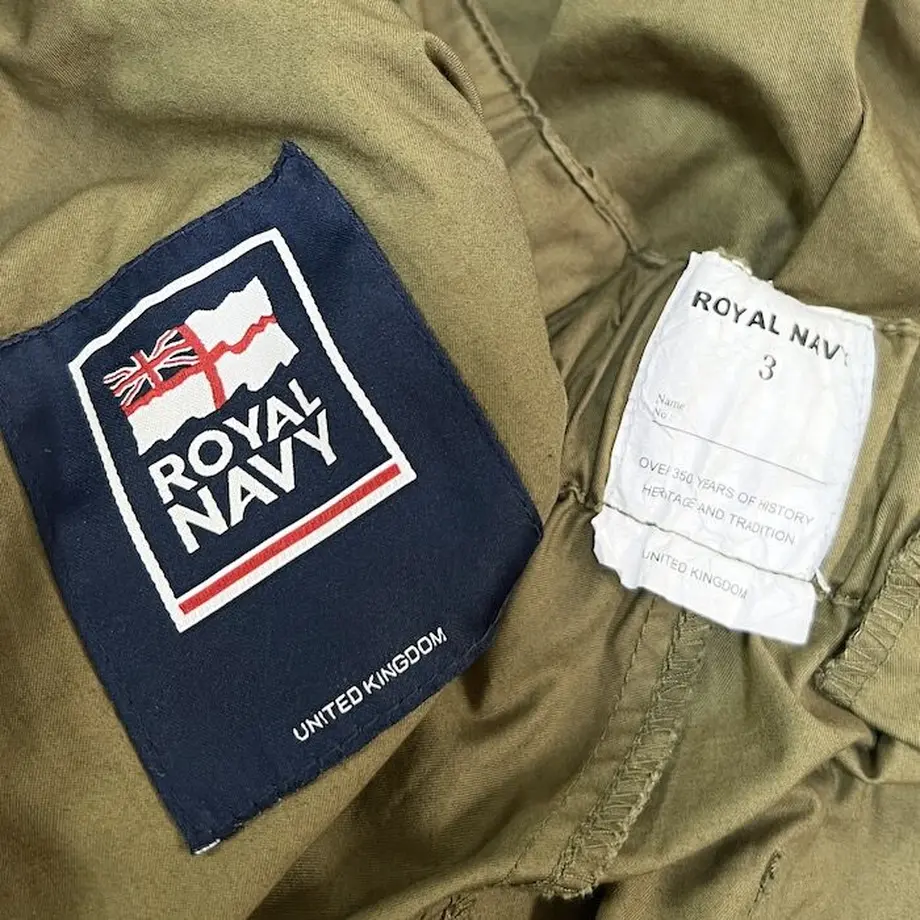 ROYAL
NAVY
UNITED KINGDOM
ROYAL NAVY
3
Name
No
OVER 350 YEARS OF HISTORY
HERITAGE AND TRADITION
UNITED KINGDOM